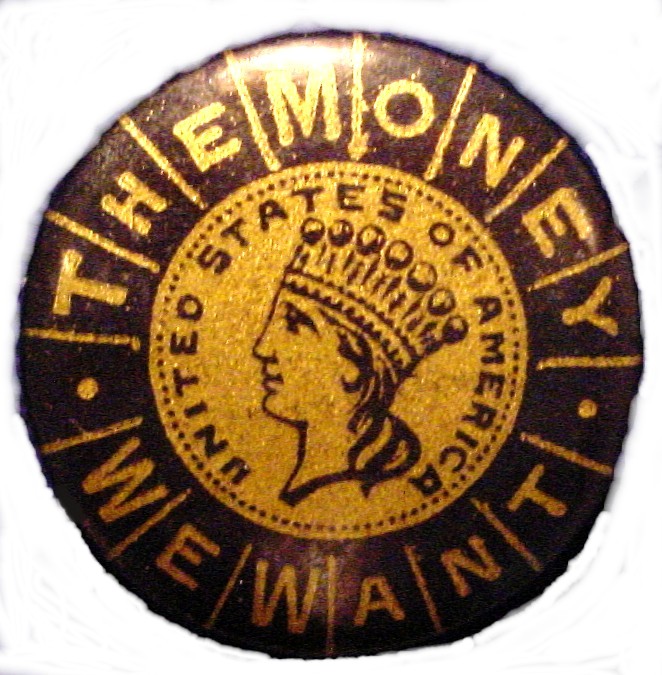 THE MONEY
WE WANT
UNITED STATES OF AMERICA